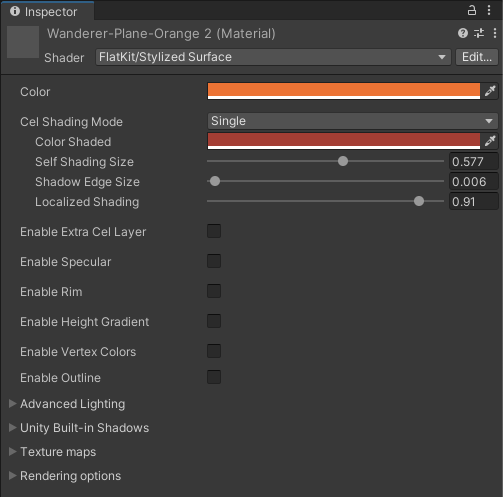 Inspector
Wanderer-Plane-Orange 2 (Material)
Shader FlatKit/Stylized Surface Edit...
Color
Cel Shading Mode Single
Color Shaded
Self Shading Size 0.577
Shadow Edge Size 0.006
Localized Shading 0.91
Enable Extra Cel Layer
Enable Specular
Enable Rim
Enable Height Gradient
Enable Vertex Colors
Enable Outline
Advanced Lighting
Unity Built-in Shadows
Texture maps
Rendering options